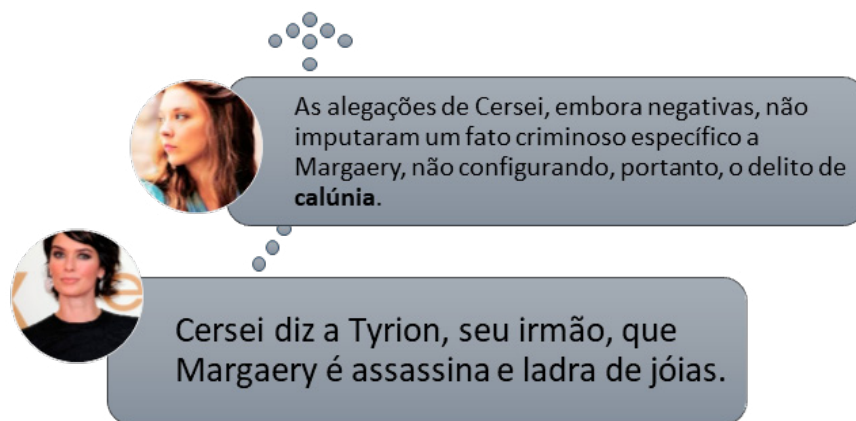 As alegações de Cersei, embora negativas, não
imputaram um fato criminoso específico a
Margaery, não configurando, portanto, o delito de
calúnia.
Cersei diz a Tyrion, seu irmão, que
Margaery é assassina e ladra de jóias.